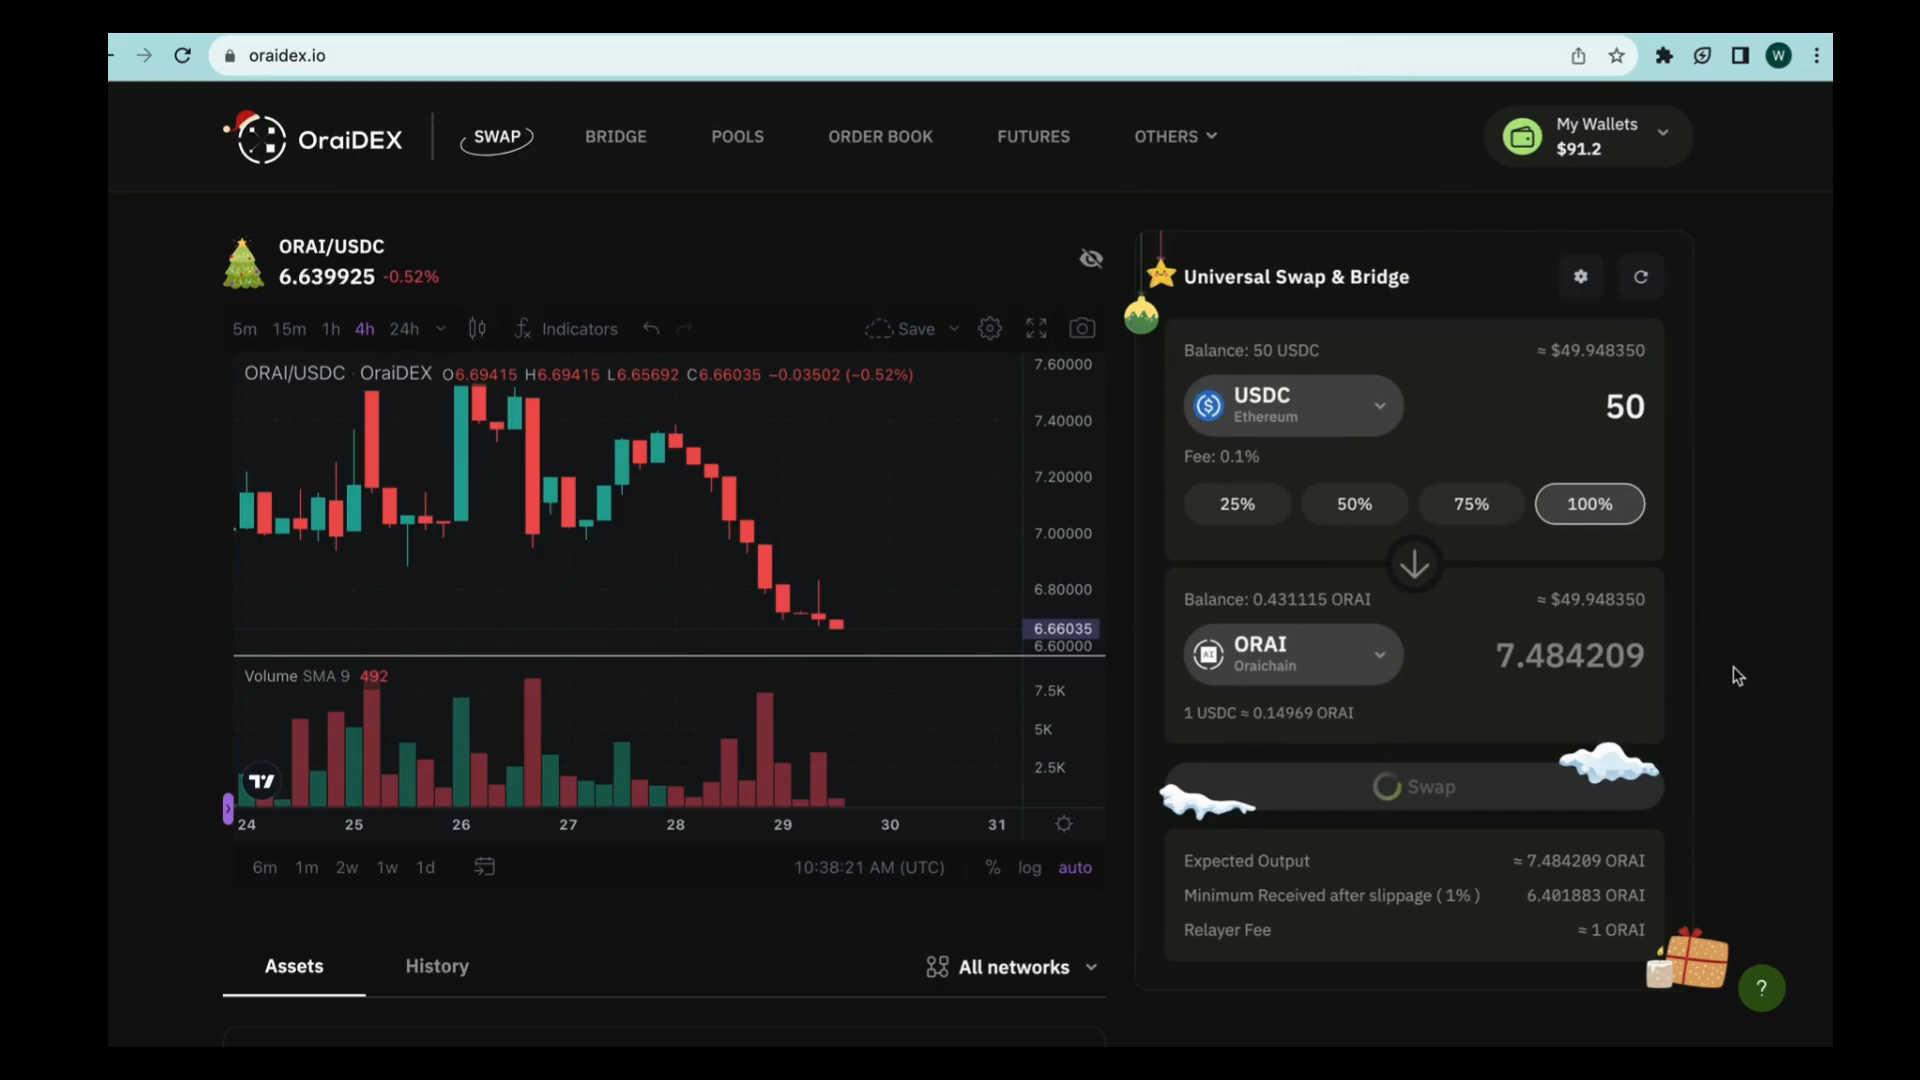 oraidex.io
W
OraiDEX
SWAP
BRIDGE
POOLS
ORDER BOOK
FUTURES
OTHERS
My Wallets
$91.2
ORAI/USDC
6.639925 -0.52%
5m 15m 1h 4h 24h Indicators Save
ORAI/USDC · OraiDEX O6.69415 H6.69415 L6.65692 C6.66035 −0.03502 (−0.52%)
7.60000
7.40000
7.20000
7.00000
6.80000
6.66035
6.60000
Volume SMA 9 492
7.5K
5K
2.5K
24 25 26 27 28 29 30 31
6m 1m 2w 1w 1d 10:38:21 AM (UTC) % log auto
Assets
History
All networks
Universal Swap & Bridge
Balance: 50 USDC ≈ $49.948350
USDC
Ethereum
50
Fee: 0.1%
25% 50% 75% 100%
Balance: 0.431115 ORAI ≈ $49.948350
AI
ORAI
Oraichain
7.484209
1 USDC ≈ 0.14969 ORAI
Swap
Expected Output ≈ 7.484209 ORAI
Minimum Received after slippage ( 1% ) 6.401883 ORAI
Relayer Fee ≈ 1 ORAI
?